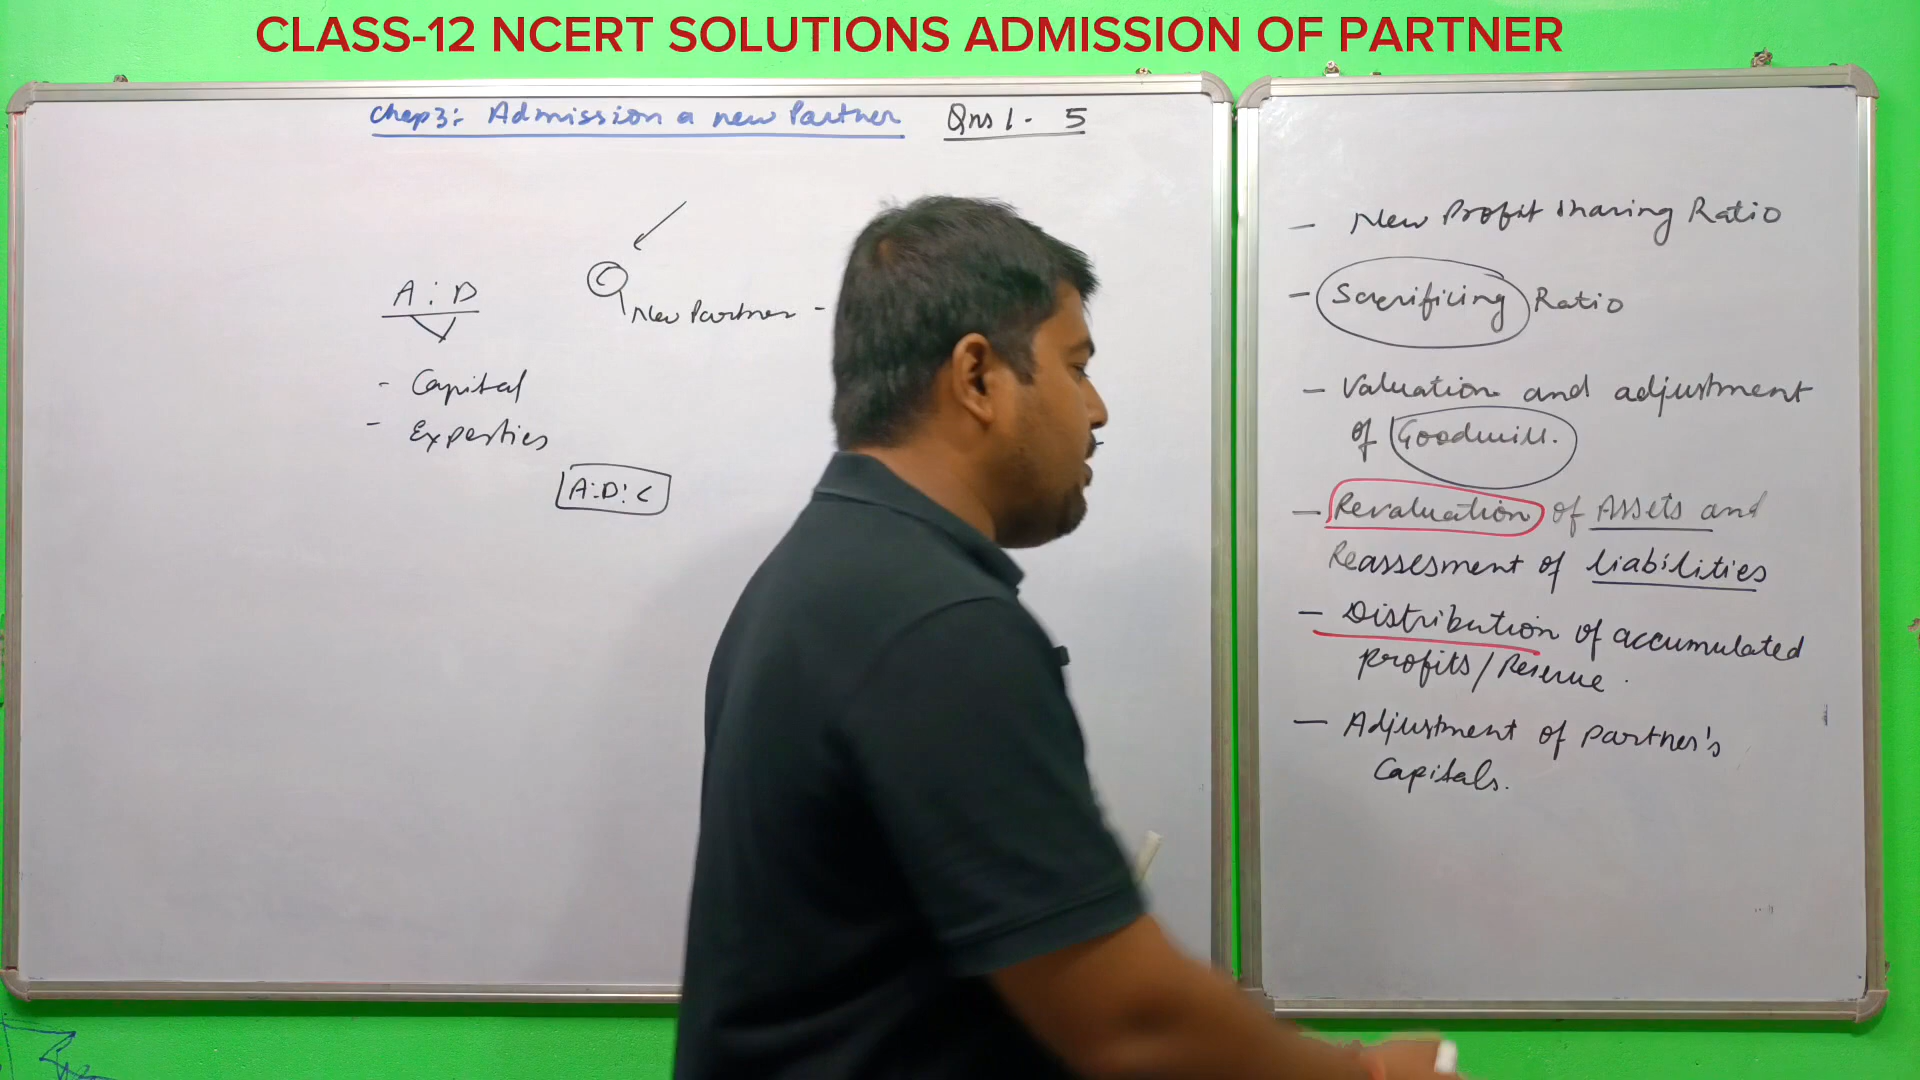 CLASS-12 NCERT SOLUTIONS ADMISSION OF PARTNER
Chap 3: Admission a new Partner Qns 1 - 5
A : D
C
New Partner -
- Capital
- Experties
A:D:C
- New Profit sharing Ratio
- Sacrificing Ratio
- Valuation and adjustment
of Goodwill.
- Revaluation of Assets and
Reassesment of liabilities
- Distribution of accumulated
profits/Reserve.
- Adjustment of partner's
Capitals.